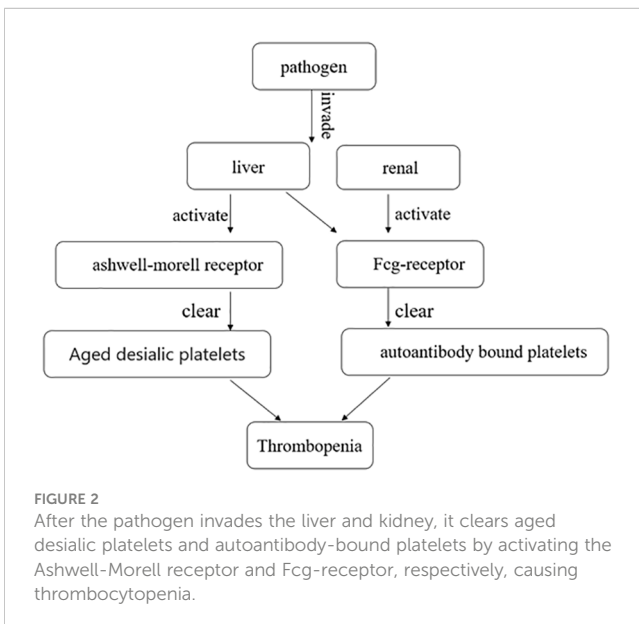 pathogen
invade
liver
renal
activate
activate
ashwell-morell receptor
Fcg-receptor
clear
clear
Aged desialic platelets
autoantibody bound platelets
Thrombopenia
FIGURE 2
After the pathogen invades the liver and kidney, it clears aged
desialic platelets and autoantibody-bound platelets by activating the
Ashwell-Morell receptor and Fcg-receptor, respectively, causing
thrombocytopenia.